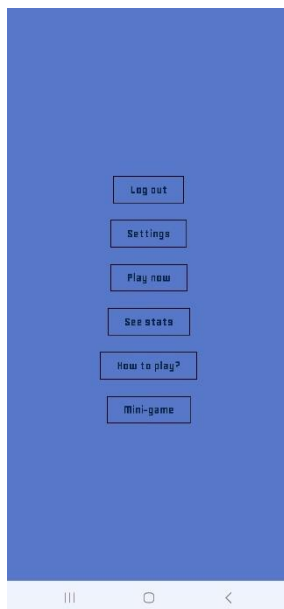 Log out
Settings
Play now
See stats
How to play?
Mini-game